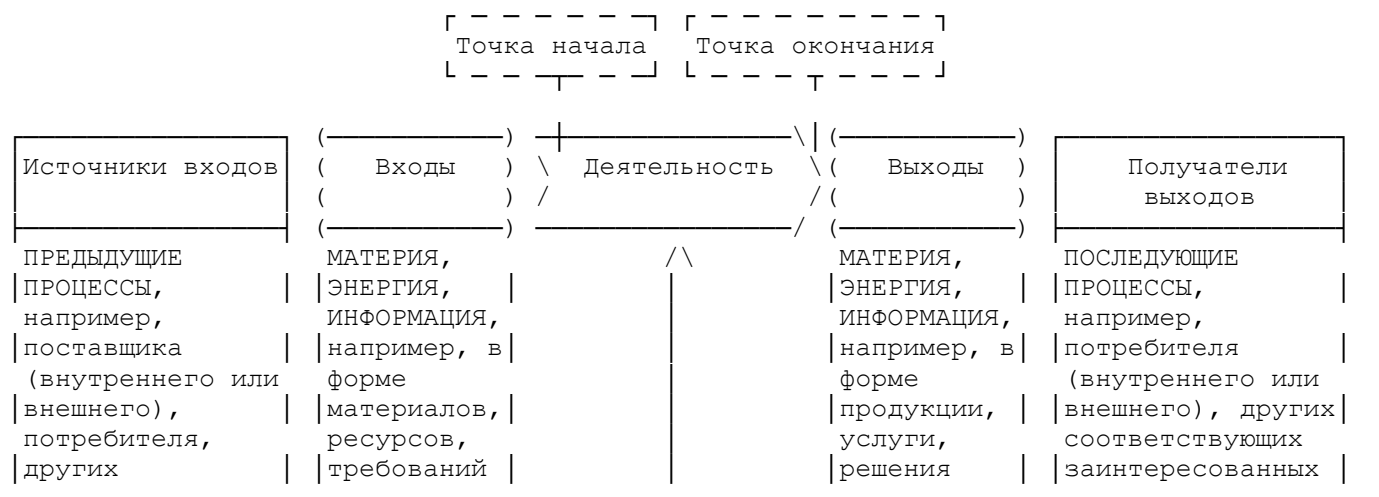 Точка начала Точка окончания
Источники входов Входы Деятельность Выходы Получатели
выходов
ПРЕДЫДУЩИЕ МАТЕРИЯ, МАТЕРИЯ, ПОСЛЕДУЮЩИЕ
ПРОЦЕССЫ, ЭНЕРГИЯ, ЭНЕРГИЯ, ПРОЦЕССЫ,
например, ИНФОРМАЦИЯ, ИНФОРМАЦИЯ, например,
поставщика например, в например, в потребителя
(внутреннего или форме форме (внутреннего или
внешнего), материалов, продукции, внешнего), других
потребителя, ресурсов, услуги, соответствующих
других требований решения заинтересованных